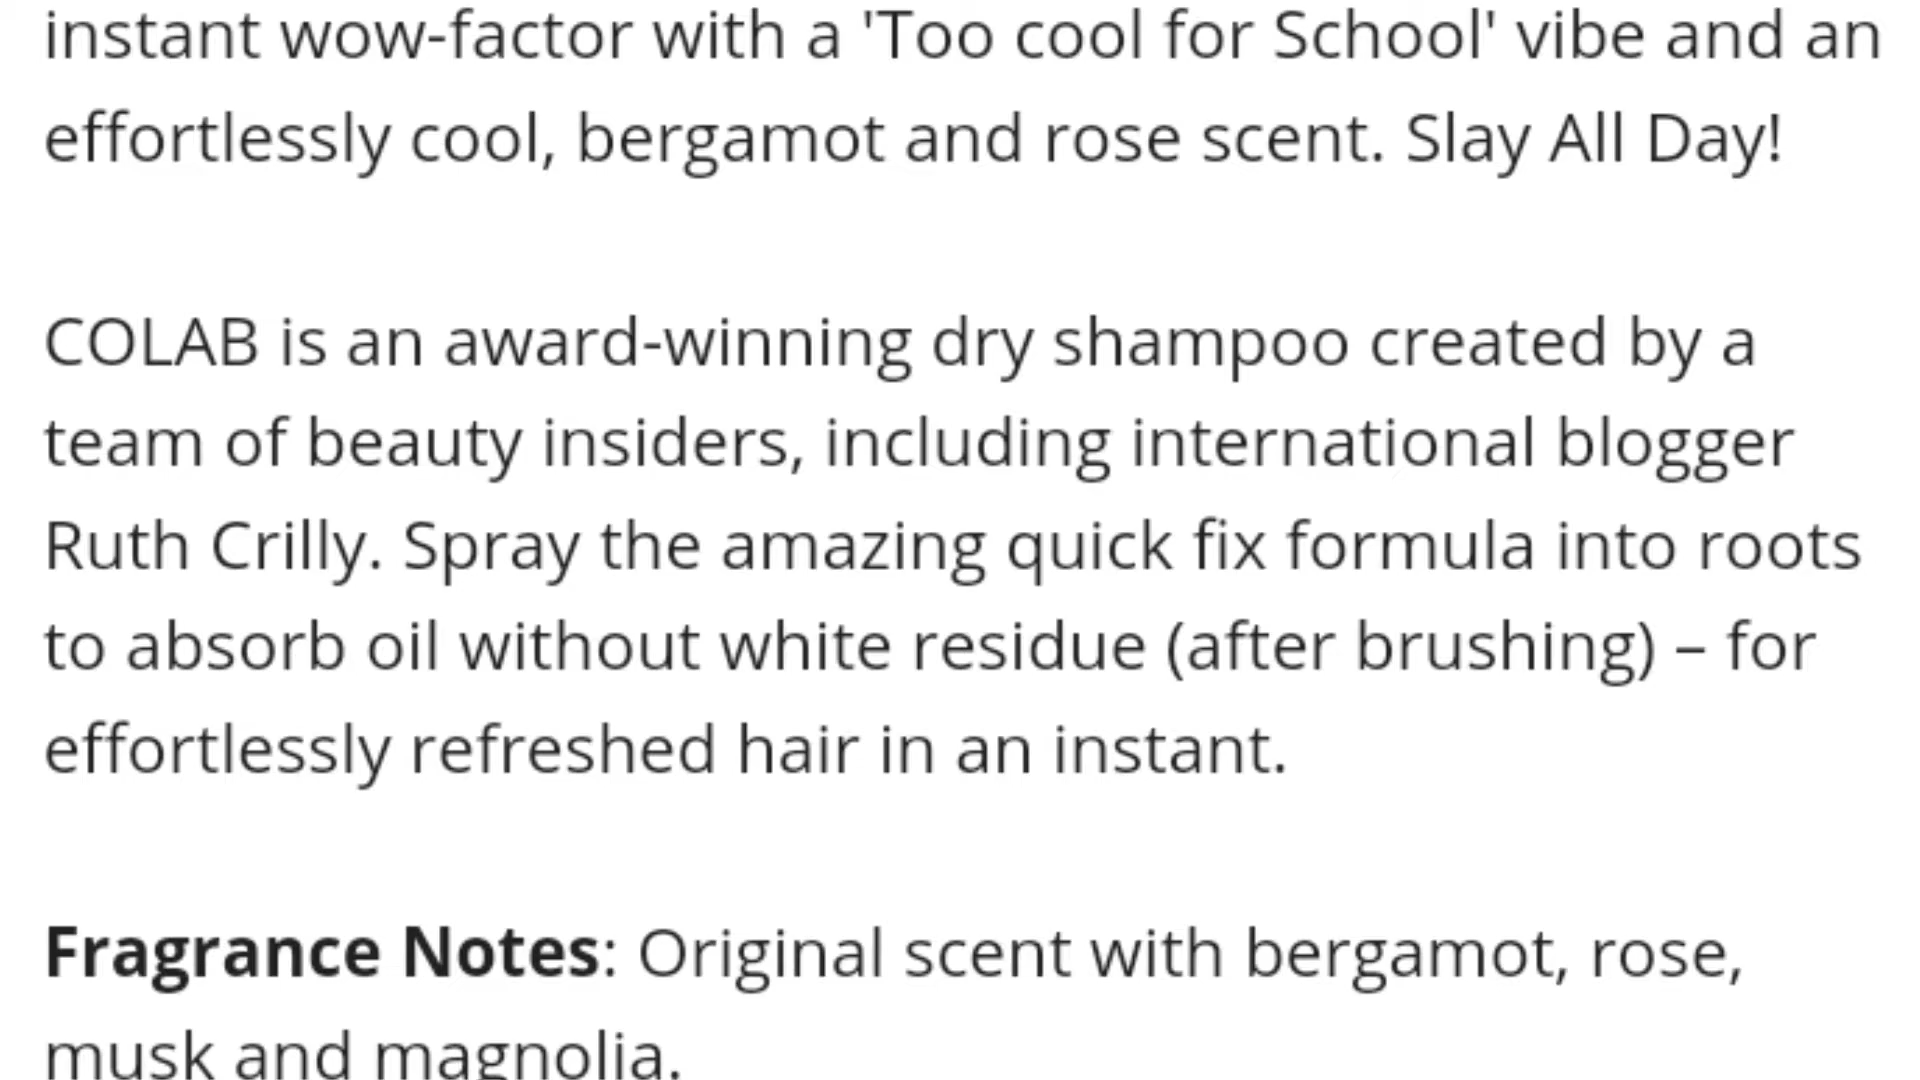 instant wow-factor with a 'Too cool for School' vibe and an
effortlessly cool, bergamot and rose scent. Slay All Day!
COLAB is an award-winning dry shampoo created by a
team of beauty insiders, including international blogger
Ruth Crilly. Spray the amazing quick fix formula into roots
to absorb oil without white residue (after brushing) – for
effortlessly refreshed hair in an instant.
Fragrance Notes: Original scent with bergamot, rose,
musk and magnolia.